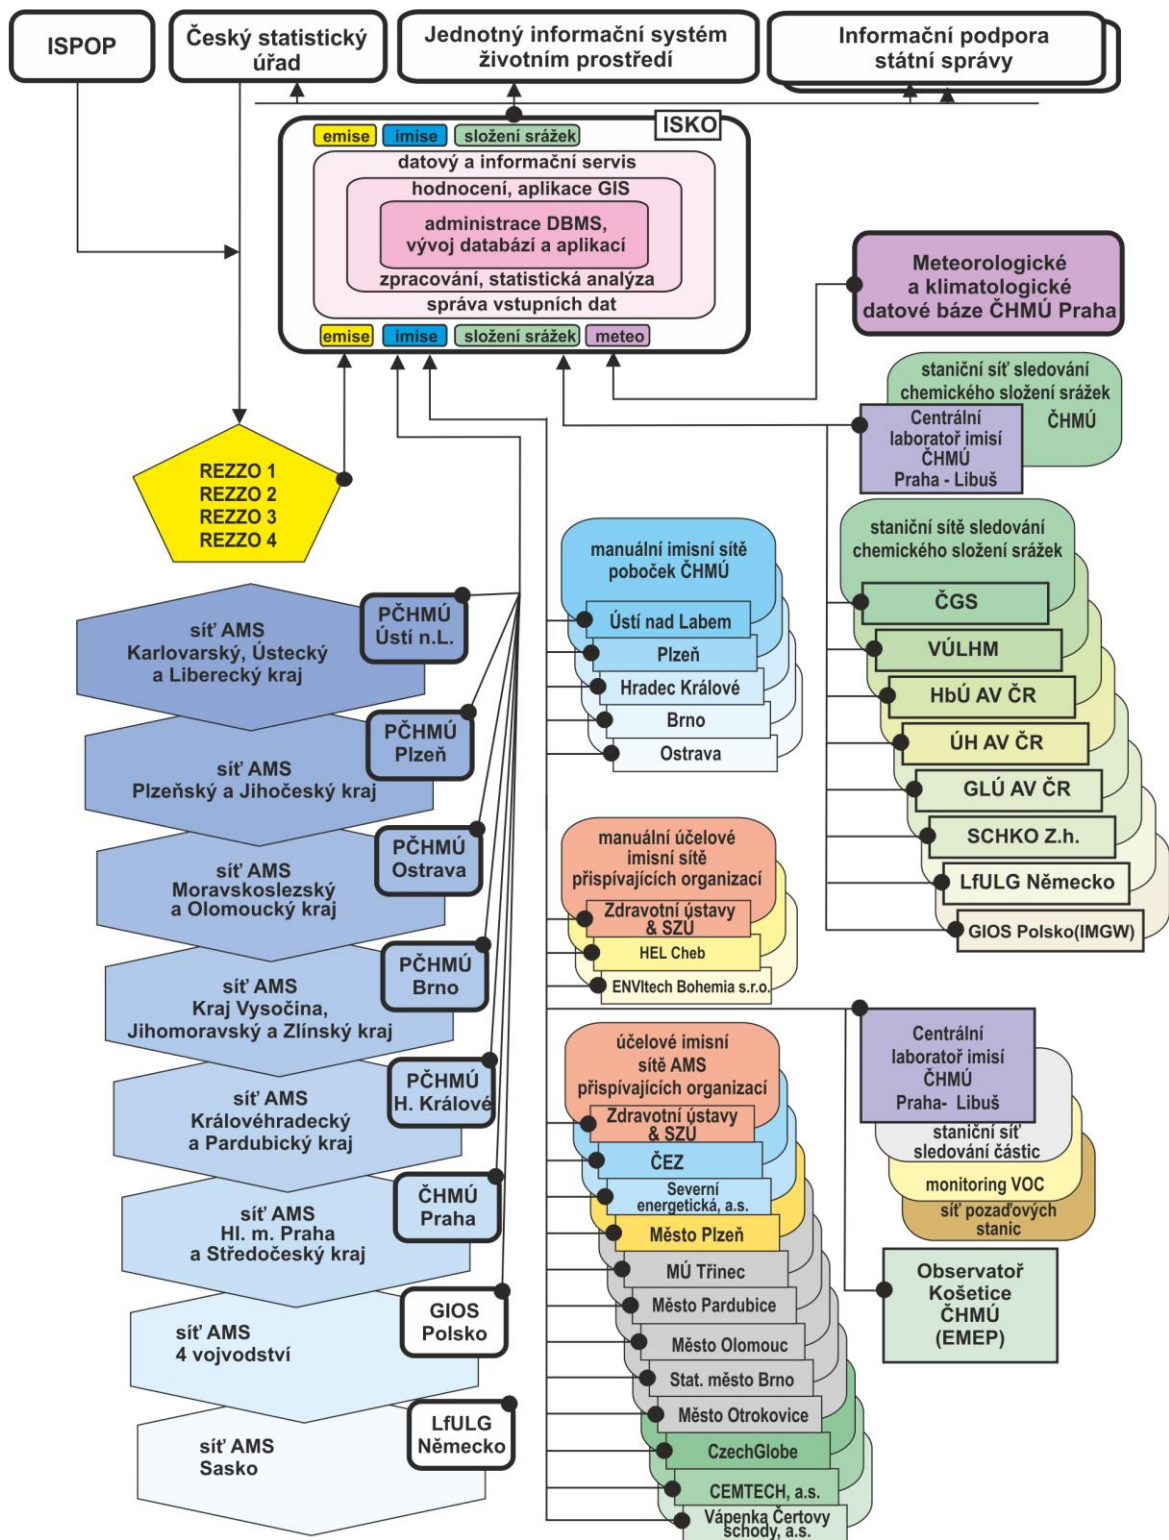 ISPOP
Český statistický
úřad
Jednotný informační systém
životním prostředí
Informační podpora
státní správy
ISKO
emise
imise
složení srážek
datový a informační servis
hodnocení, aplikace GIS
administrace DBMS,
vývoj databází a aplikací
zpracování, statistická analýza
správa vstupních dat
emise
imise
složení srážek
meteo
Meteorologické
a klimatologické
datové báze ČHMÚ Praha
staniční síť sledování
chemického složení srážek
ČHMÚ
Centrální
laboratoř imisí
ČHMÚ
Praha - Libuš
REZZO 1
REZZO 2
REZZO 3
REZZO 4
síť AMS
Karlovarský, Ústecký
a Liberecký kraj
PČHMÚ
Ústí n.L.
síť AMS
Plzeňský a Jihočeský kraj
PČHMÚ
Plzeň
síť AMS
Moravskoslezský
a Olomoucký kraj
PČHMÚ
Ostrava
síť AMS
Kraj Vysočina,
Jihomoravský a Zlínský kraj
PČHMÚ
Brno
síť AMS
Královéhradecký
a Pardubický kraj
PČHMÚ
H. Králové
síť AMS
Hl. m. Praha
a Středočeský kraj
ČHMÚ
Praha
síť AMS
4 vojvodství
GIOS
Polsko
síť AMS
Sasko
LfULG
Německo
manuální imisní sítě
poboček ČHMÚ
Ústí nad Labem
Plzeň
Hradec Králové
Brno
Ostrava
manuální účelové
imisní sítě
přispívajících organizací
Zdravotní ústavy
& SZÚ
HEL Cheb
ENVItech Bohemia s.r.o.
účelové imisní
sítě AMS
přispívajících organizací
Zdravotní ústavy
& SZÚ
ČEZ
Severní
energetická, a.s.
Město Plzeň
MÚ Třinec
Město Pardubice
Město Olomouc
Stat. město Brno
Město Otrokovice
CzechGlobe
CEMTECH, a.s.
Vápenka Čertovy
schody, a.s.
staniční sítě sledování
chemického složení srážek
ČGS
VÚLHM
HbÚ AV ČR
ÚH AV ČR
GLÚ AV ČR
SCHKO Z.h.
LfULG Německo
GIOS Polsko(IMGW)
Centrální
laboratoř imisí
ČHMÚ
Praha- Libuš
staniční síť
sledování částic
monitoring VOC
síť pozaďových
stanic
Observatoř
Košetice
ČHMÚ
(EMEP)